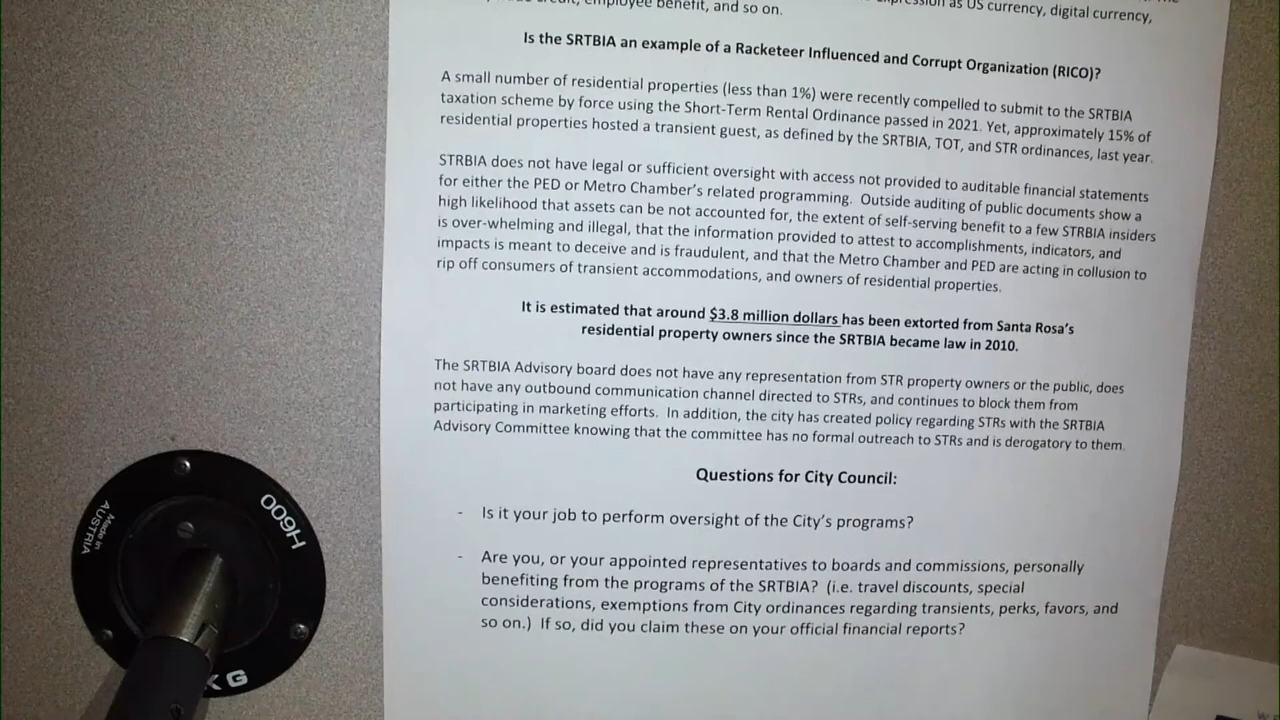 employee benefit, and so on.
as US currency, digital currency,
Is the SRTBIA an example of a Racketeer Influenced and Corrupt Organization (RICO)?
A small number of residential properties (less than 1%) were recently compelled to submit to the SRTBIA
taxation scheme by force using the Short-Term Rental Ordinance passed in 2021. Yet, approximately 15% of
residential properties hosted a transient guest, as defined by the SRTBIA, TOT, and STR ordinances, last year.
STRBIA does not have legal or sufficient oversight with access not provided to auditable financial statements
for either the PED or Metro Chamber's related programming. Outside auditing of public documents show a
high likelihood that assets can be not accounted for, the extent of self-serving benefit to a few STRBIA insiders
is over-whelming and illegal, that the information provided to attest to accomplishments, indicators, and
impacts is meant to deceive and is fraudulent, and that the Metro Chamber and PED are acting in collusion to
rip off consumers of transient accommodations, and owners of residential properties.
It is estimated that around $3.8 million dollars has been extorted from Santa Rosa's
residential property owners since the SRTBIA became law in 2010.
The SRTBIA Advisory board does not have any representation from STR property owners or the public, does
not have any outbound communication channel directed to STRs, and continues to block them from
participating in marketing efforts. In addition, the city has created policy regarding STRs with the SRTBIA
Advisory Committee knowing that the committee has no formal outreach to STRs and is derogatory to them.
Questions for City Council:
- Is it your job to perform oversight of the City's programs?
- Are you, or your appointed representatives to boards and commissions, personally
benefiting from the programs of the SRTBIA? (i.e. travel discounts, special
considerations, exemptions from City ordinances regarding transients, perks, favors, and
so on.) If so, did you claim these on your official financial reports?
H600
Made in
AUSTRIA
KG